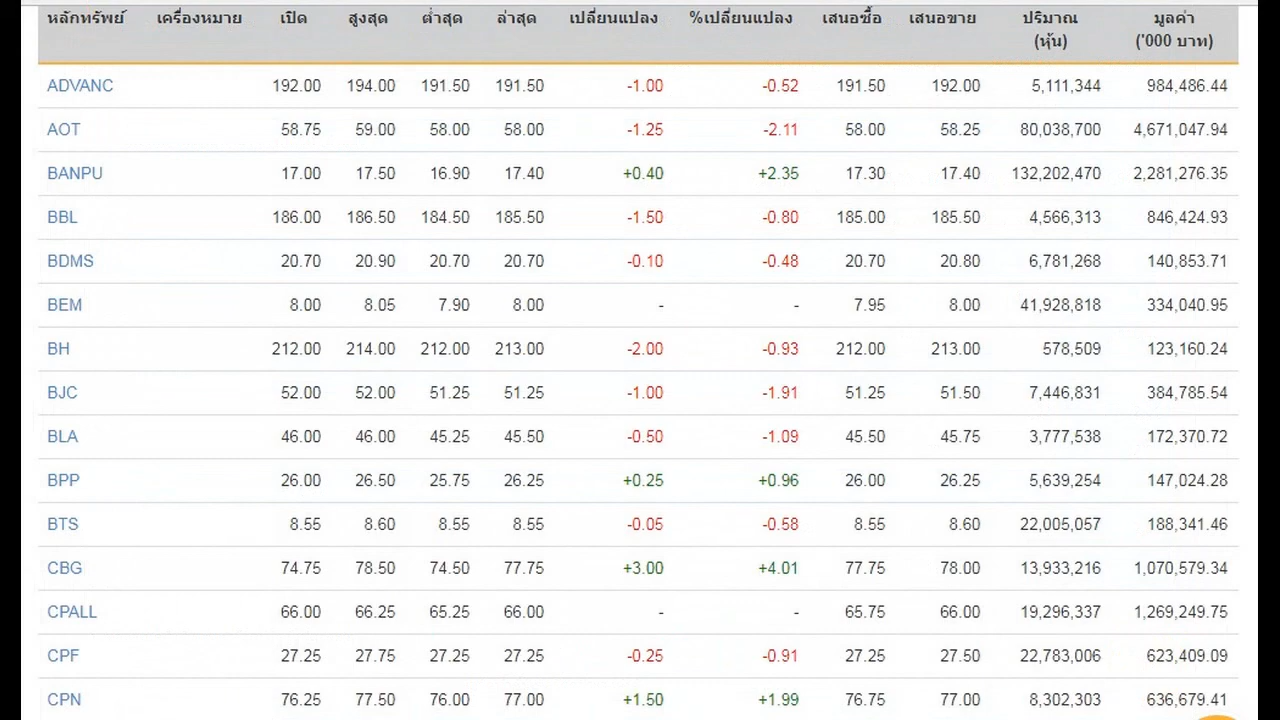 หลักทรัพย์ เครื่องหมาย เปิด สูงสุด ต่ำสุด ล่าสุด เปลี่ยนแปลง %เปลี่ยนแปลง เสนอซื้อ เสนอขาย ปริมาณ มูลค่า
(หุ้น) ('000 บาท)
ADVANC 192.00 194.00 191.50 191.50 -1.00 -0.52 191.50 192.00 5,111,344 984,486.44
AOT 58.75 59.00 58.00 58.00 -1.25 -2.11 58.00 58.25 80,038,700 4,671,047.94
BANPU 17.00 17.50 16.90 17.40 +0.40 +2.35 17.30 17.40 132,202,470 2,281,276.35
BBL 186.00 186.50 184.50 185.50 -1.50 -0.80 185.00 185.50 4,566,313 846,424.93
BDMS 20.70 20.90 20.70 20.70 -0.10 -0.48 20.70 20.80 6,781,268 140,853.71
BEM 8.00 8.05 7.90 8.00 - - 7.95 8.00 41,928,818 334,040.95
BH 212.00 214.00 212.00 213.00 -2.00 -0.93 212.00 213.00 578,509 123,160.24
BJC 52.00 52.00 51.25 51.25 -1.00 -1.91 51.25 51.50 7,446,831 384,785.54
BLA 46.00 46.00 45.25 45.50 -0.50 -1.09 45.50 45.75 3,777,538 172,370.72
BPP 26.00 26.50 25.75 26.25 +0.25 +0.96 26.00 26.25 5,639,254 147,024.28
BTS 8.55 8.60 8.55 8.55 -0.05 -0.58 8.55 8.60 22,005,057 188,341.46
CBG 74.75 78.50 74.50 77.75 +3.00 +4.01 77.75 78.00 13,933,216 1,070,579.34
CPALL 66.00 66.25 65.25 66.00 - - 65.75 66.00 19,296,337 1,269,249.75
CPF 27.25 27.75 27.25 27.25 -0.25 -0.91 27.25 27.50 22,783,006 623,409.09
CPN 76.25 77.50 76.00 77.00 +1.50 +1.99 76.75 77.00 8,302,303 636,679.41